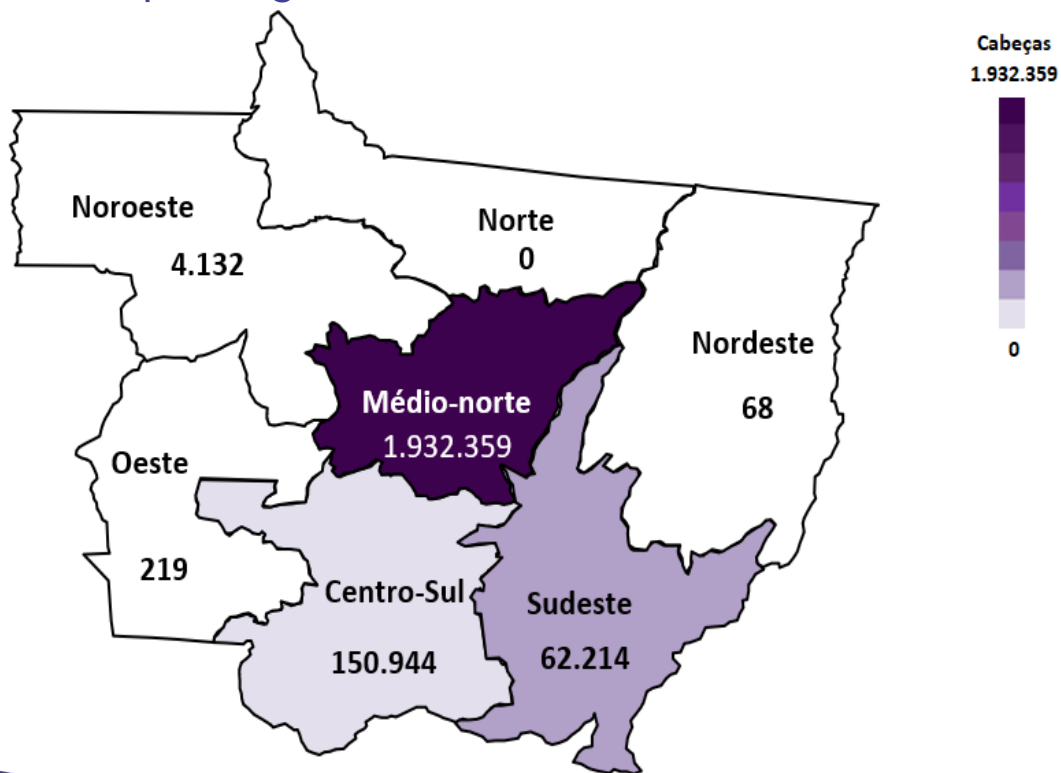 Cabeças
1.932.359
0
Noroeste
4.132
Norte
0
Nordeste
68
Médio-norte
1.932.359
Oeste
219
Centro-Sul
150.944
Sudeste
62.214